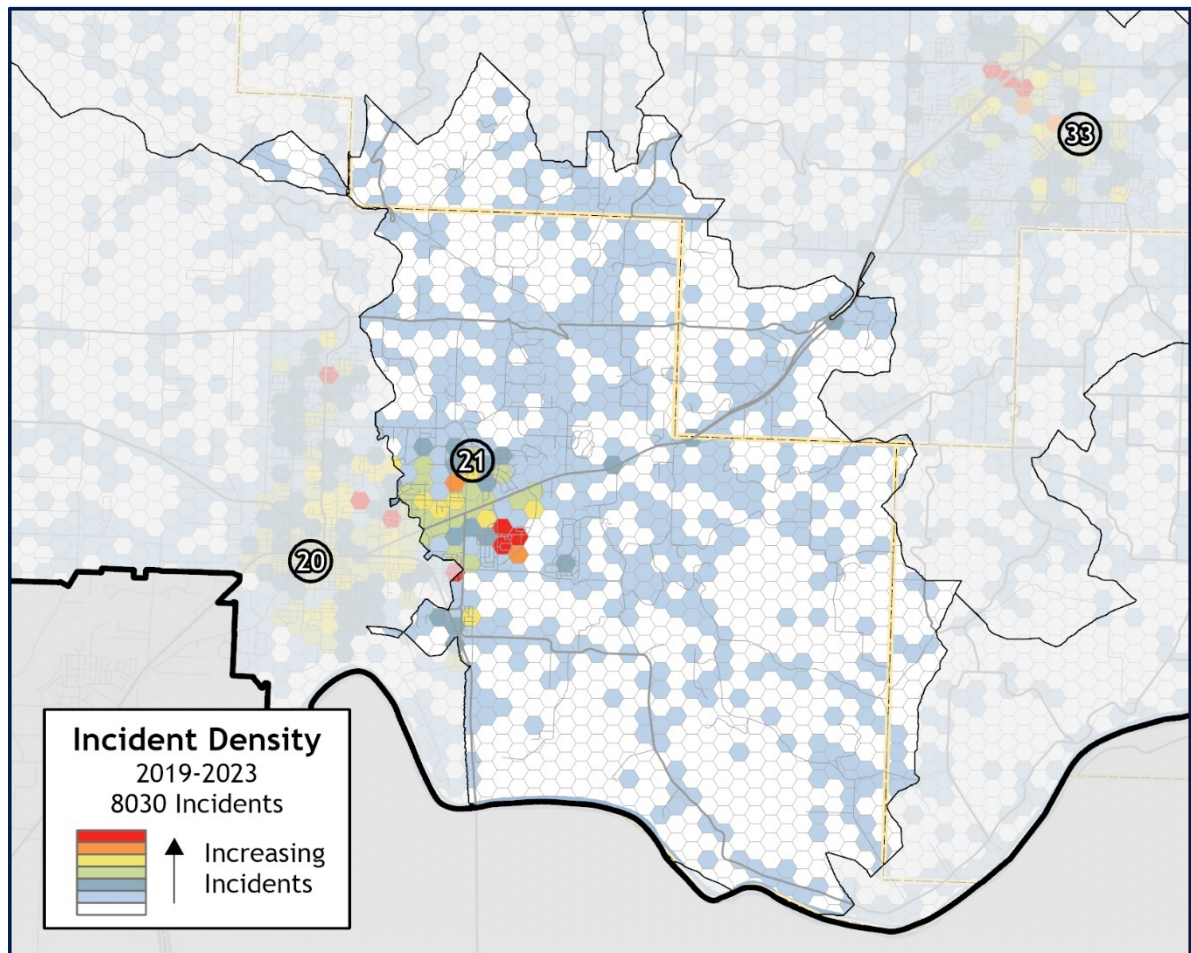 33
21
20
Incident Density
2019-2023
8030 Incidents
Increasing
Incidents